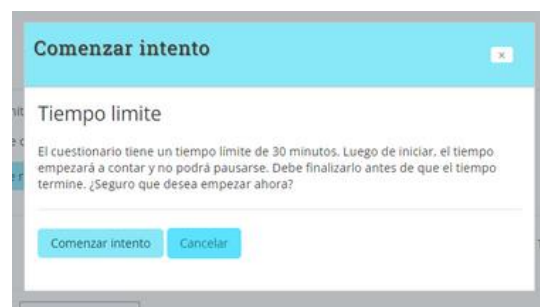 Comenzar intento
×
Tiempo limite
El cuestionario tiene un tiempo límite de 30 minutos. Luego de iniciar, el tiempo
empezará a contar y no podrá pausarse. Debe finalizarlo antes de que el tiempo
termine. ¿Seguro que desea empezar ahora?
Comenzar intento Cancelar